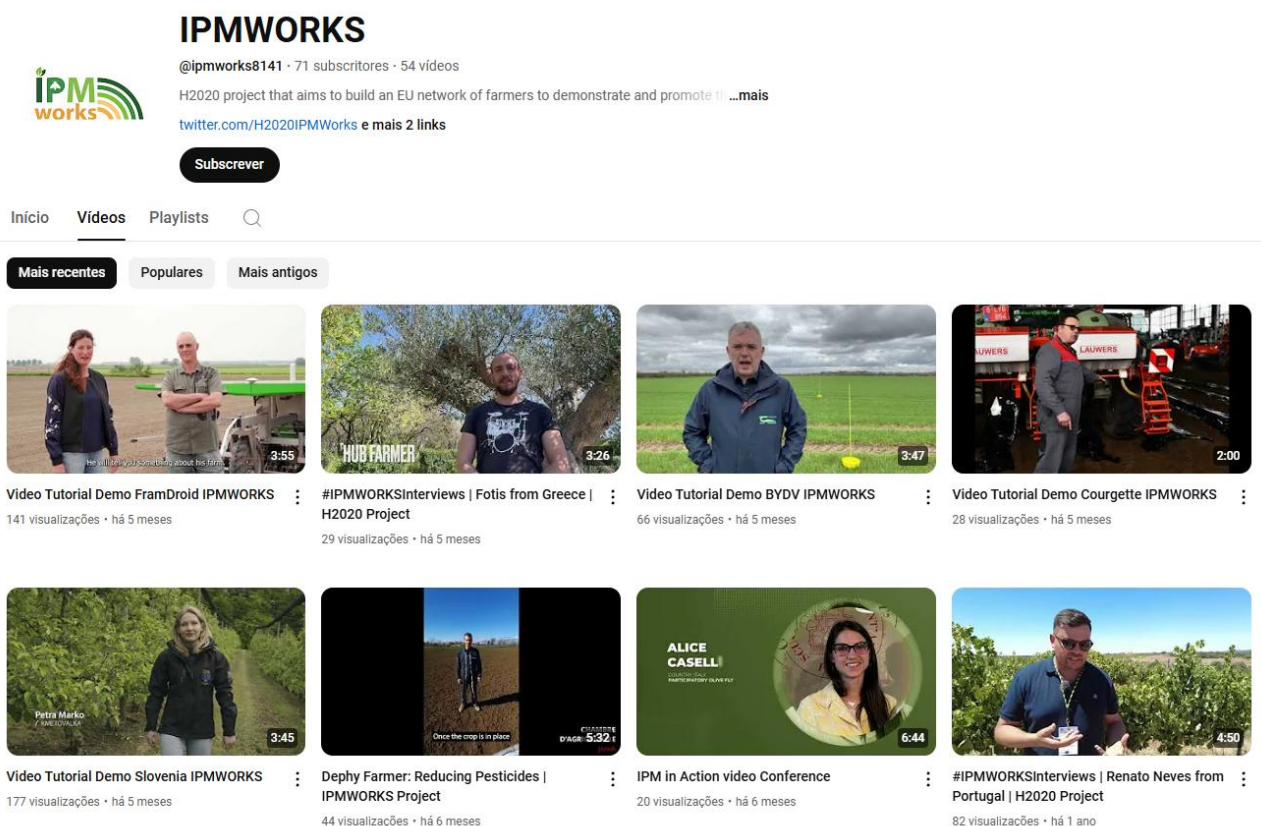 IPMWORKS
@ipmworks8141 · 71 subscritores · 54 vídeos
H2020 project that aims to build an EU network of farmers to demonstrate and promote ...mais
twitter.com/H2020IPMWorks e mais 2 links
Subscrever
IPM
works
Início Vídeos Playlists
Mais recentes Populares Mais antigos
He will tell you something about his farm.
3:55
HUB FARMER
3:26
3:47
LAUWERS
2:00
Video Tutorial Demo FramDroid IPMWORKS
141 visualizações • há 5 meses
#IPMWORKSInterviews | Fotis from Greece |
H2020 Project
29 visualizações • há 5 meses
Video Tutorial Demo BYDV IPMWORKS
66 visualizações • há 5 meses
Video Tutorial Demo Courgette IPMWORKS
28 visualizações • há 5 meses
Petra Marko
/ KMETOVALKA
3:45
Once the crop is in place
5:32
ALICE
CASELLI
COUNTRY: ITALY
PARTICIPATORY OLIVE FLY
6:44
4:50
Video Tutorial Demo Slovenia IPMWORKS
177 visualizações • há 5 meses
Dephy Farmer: Reducing Pesticides |
IPMWORKS Project
44 visualizações • há 6 meses
IPM in Action video Conference
20 visualizações • há 6 meses
#IPMWORKSInterviews | Renato Neves from
Portugal | H2020 Project
82 visualizações • há 1 ano